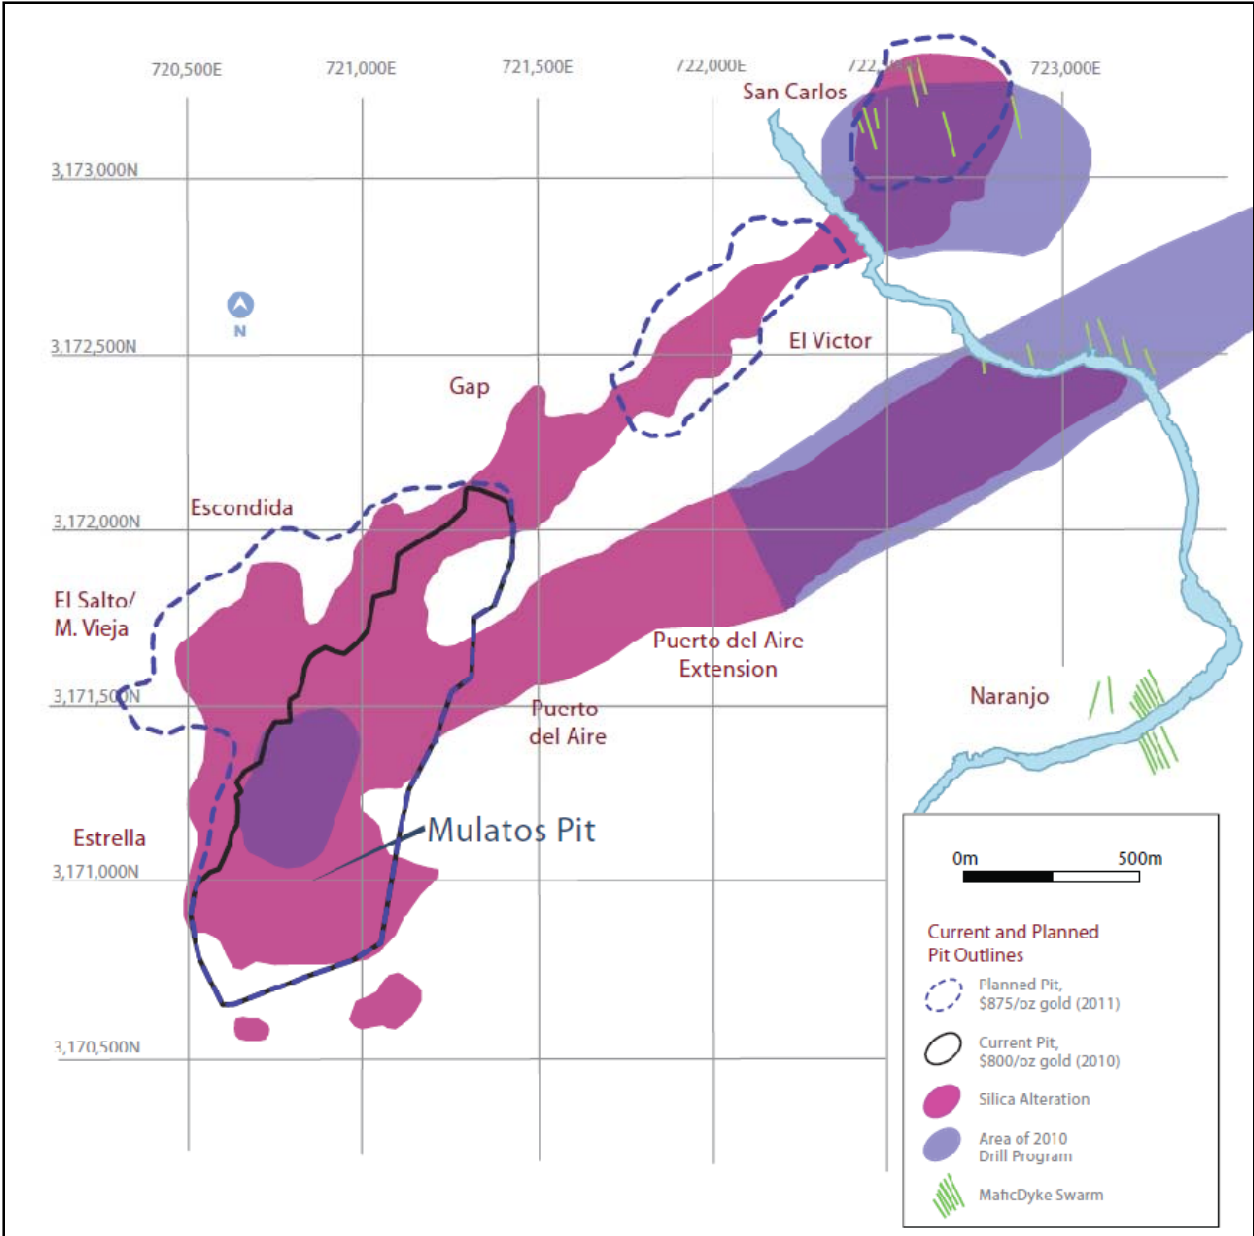 720,500E
721,000E
721,500E
722,000E
723,000E
San Carlos
3,173,000N
N
3,172,500N
El Victor
Gap
Escondida
3,172,000N
El Salto/
M. Vieja
Puerto del Aire
Extension
3,171,500N
Naranjo
Puerto
del Aire
Mulatos Pit
Estrella
3,171,000N
3,170,500N
0m 500m
Current and Planned
Pit Outlines
Planned Pit,
$875/oz gold (2011)
Current Pit,
$800/oz gold (2010)
Silica Alteration
Area of 2010
Drill Program
MaficDyke Swarm